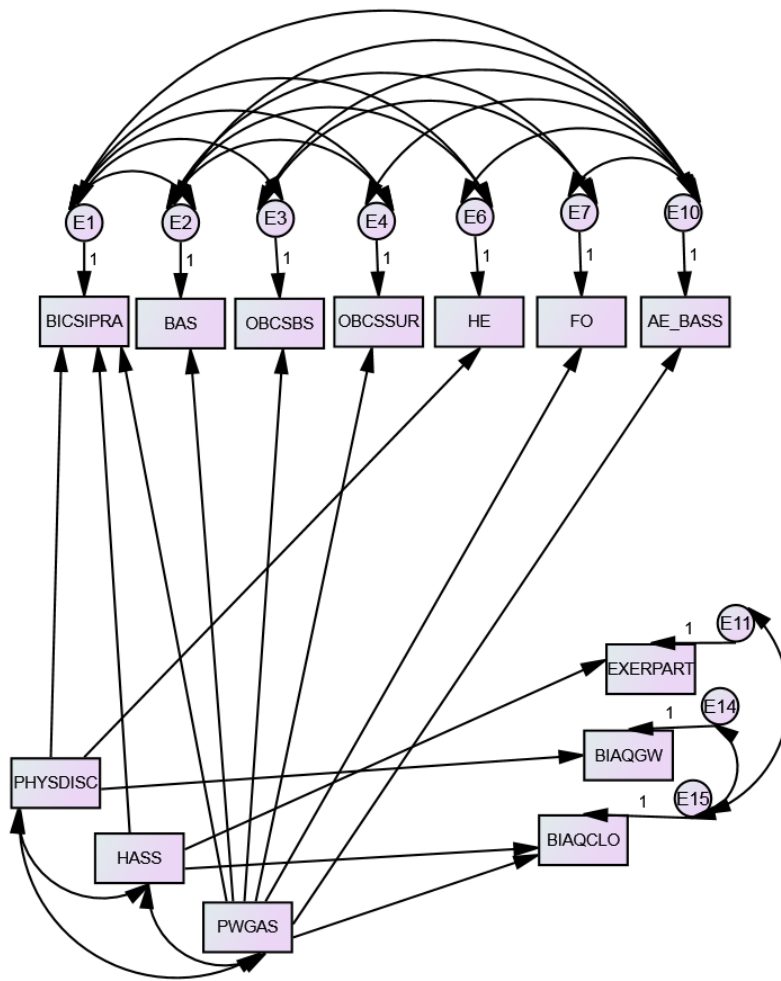 E1
E2
E3
E4
E6
E7
E10
1
1
1
1
1
1
1
BICSIPRA
BAS
OBCSBS
OBCSSUR
HE
FO
AE_BASS
E11
1
EXERPART
E14
1
BIAQGW
PHYSDISC
E15
1
BIAQCLO
HASS
PWGAS